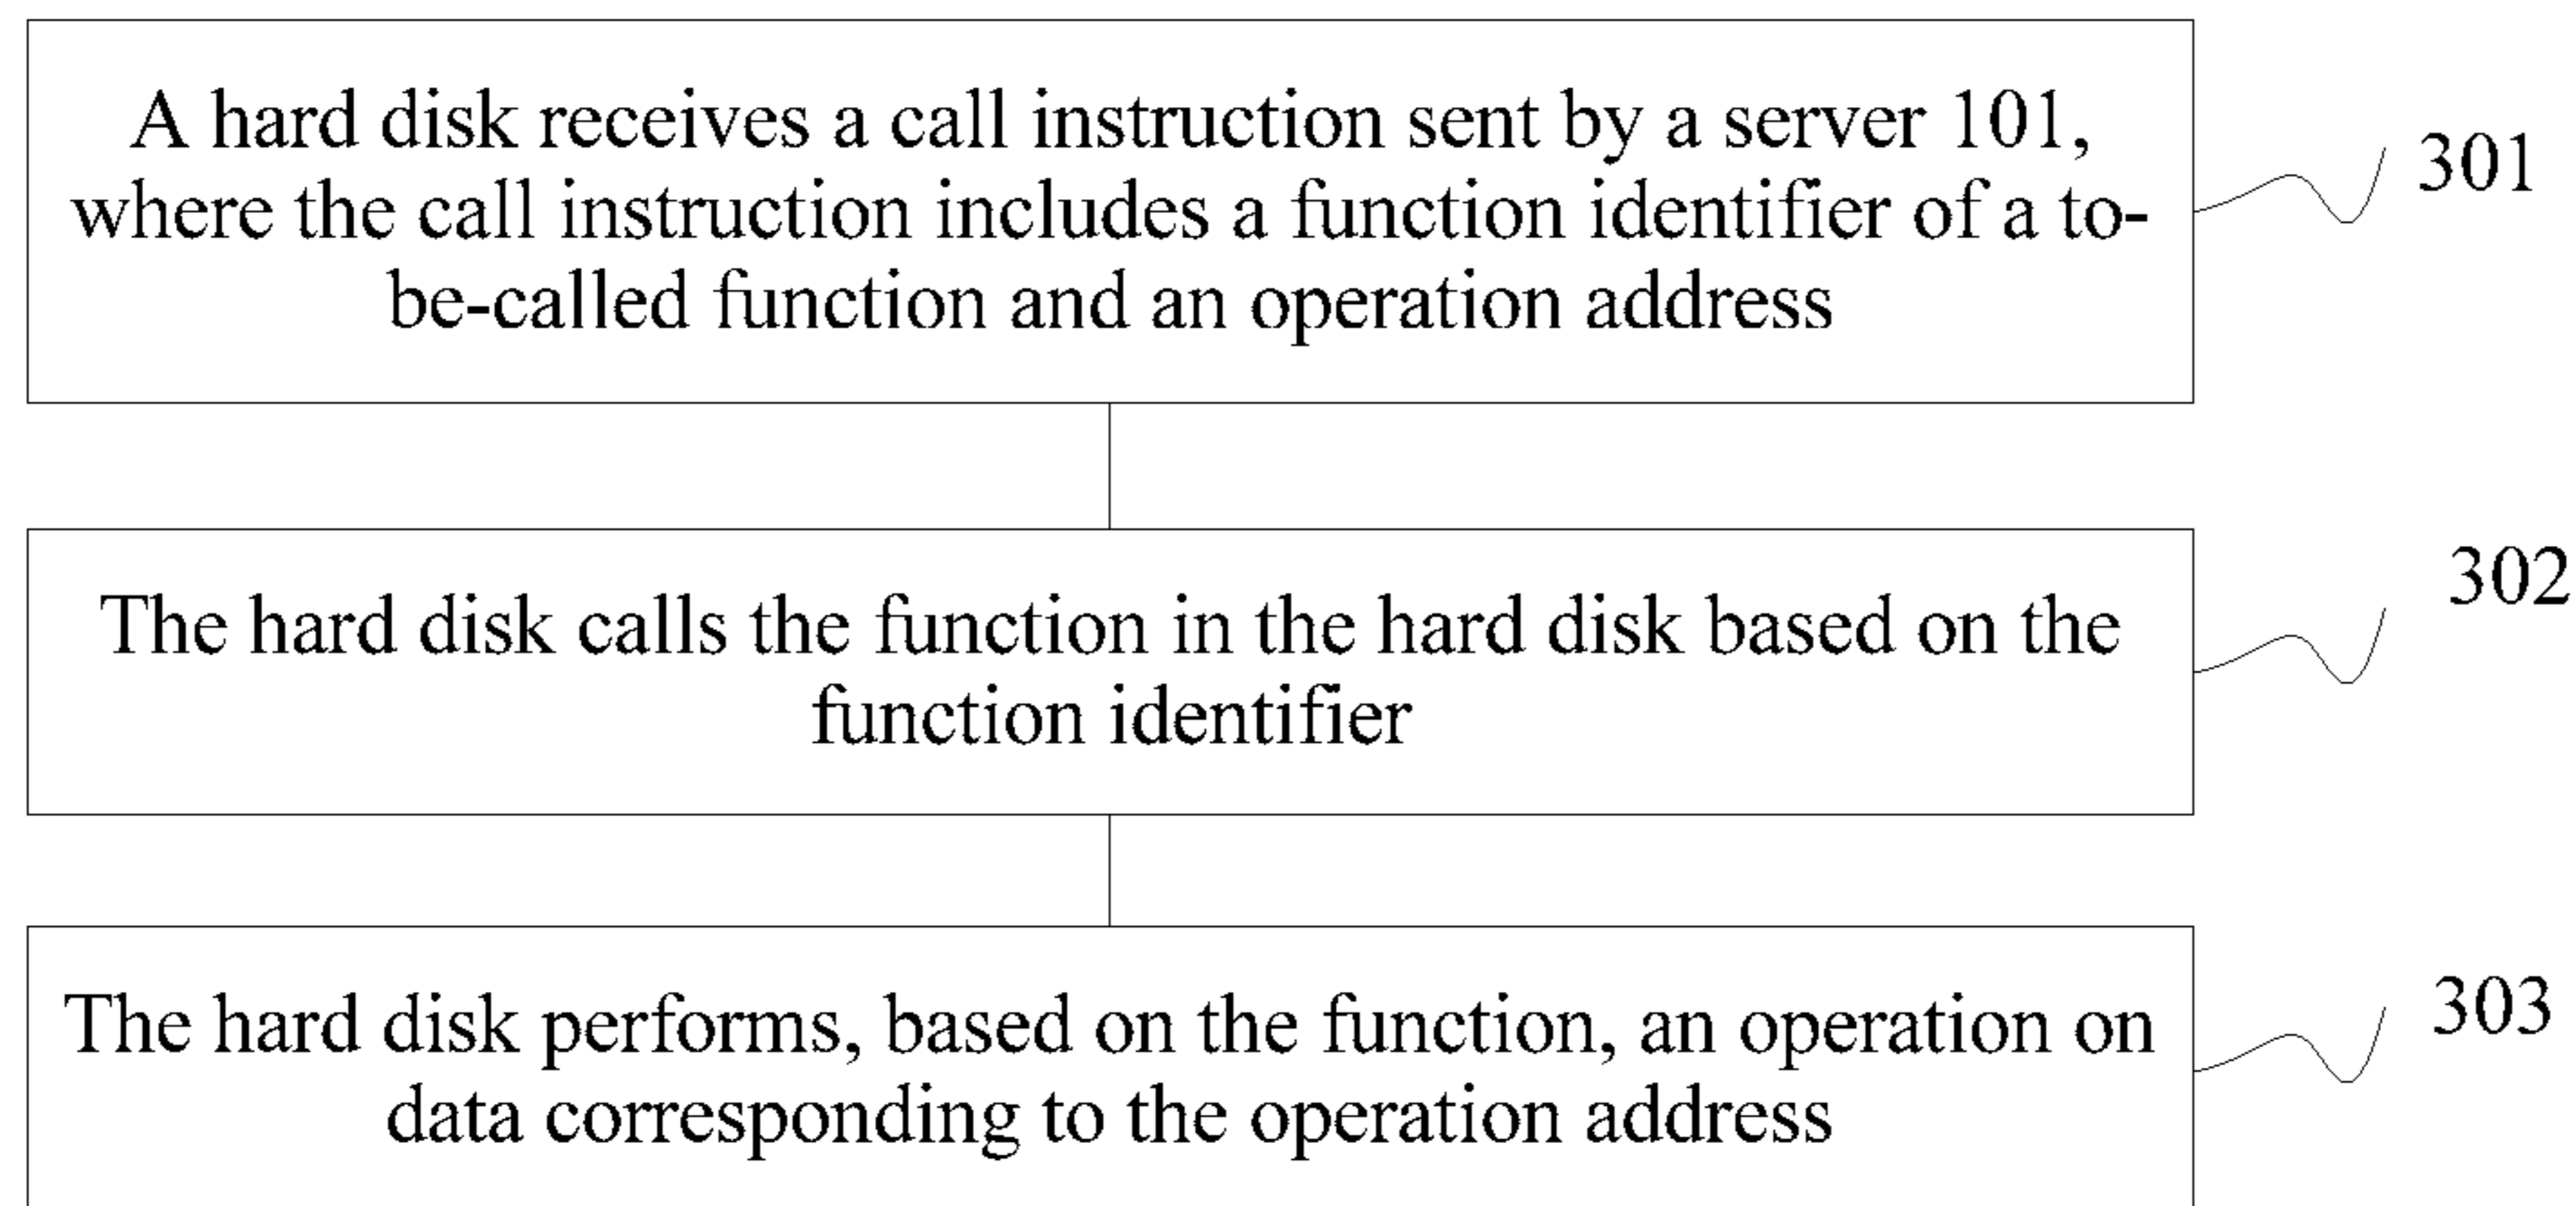 A hard disk receives a call instruction sent by a server 101,
where the call instruction includes a function identifier of a to-
be-called function and an operation address
301
The hard disk calls the function in the hard disk based on the
function identifier
302
The hard disk performs, based on the function, an operation on
data corresponding to the operation address
303